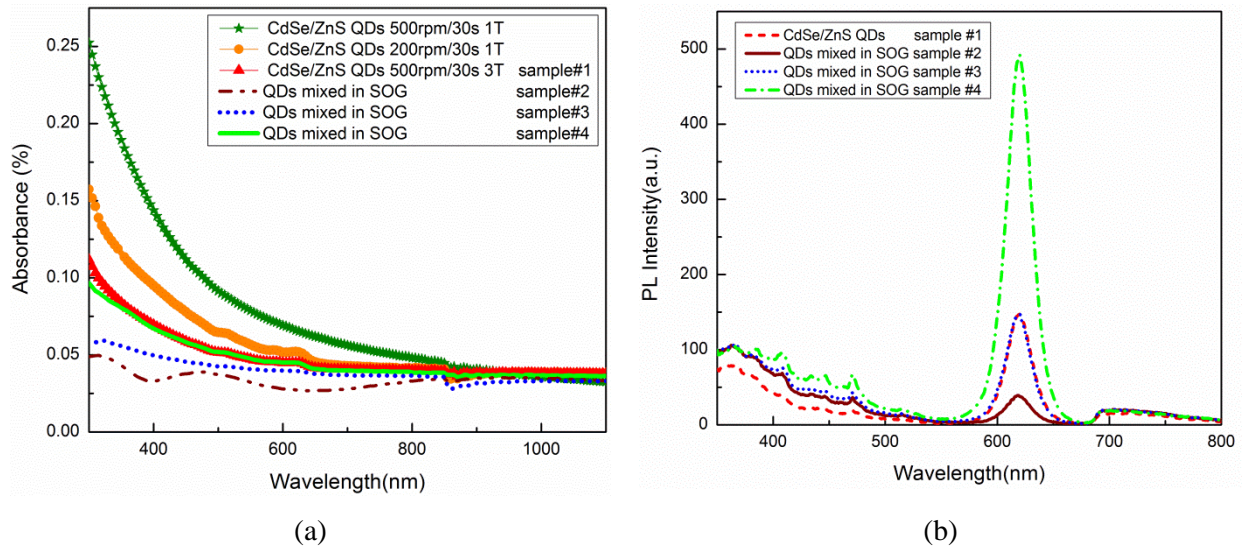 CdSe/ZnS QDs 500rpm/30s 1T
CdSe/ZnS QDs 200rpm/30s 1T
CdSe/ZnS QDs 500rpm/30s 3T sample#1
QDs mixed in SOG sample#2
QDs mixed in SOG sample#3
QDs mixed in SOG sample#4
Absorbance (%)
0.25
0.20
0.15
0.10
0.05
0.00
400 600 800 1000
Wavelength(nm)
(a)
CdSe/ZnS QDs sample #1
QDs mixed in SOG sample #2
QDs mixed in SOG sample #3
QDs mixed in SOG sample #4
PL Intensity(a.u.)
500
400
300
200
100
0
400 500 600 700 800
Wavelength(nm)
(b)